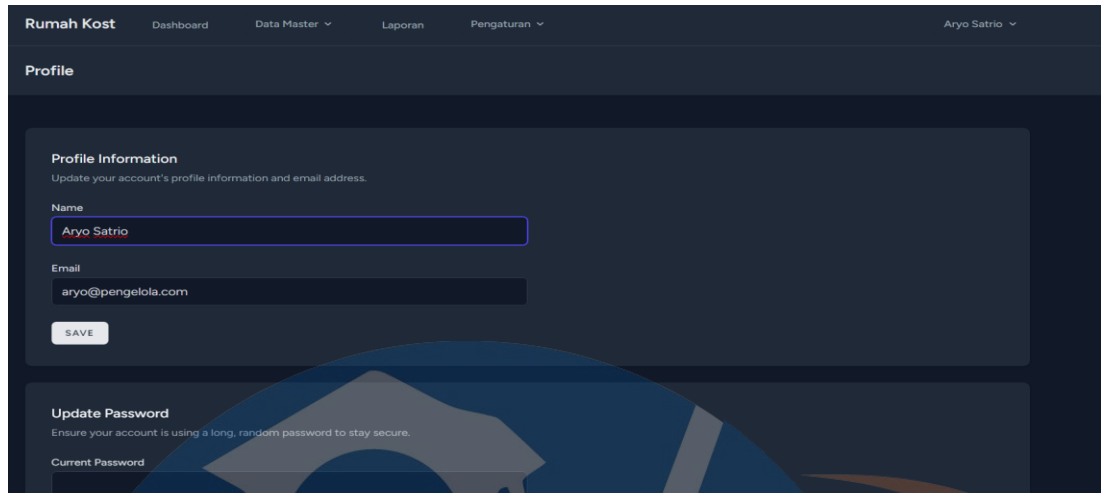 Rumah Kost Dashboard Data Master Laporan Pengaturan Aryo Satrio
Profile
Profile Information
Update your account's profile information and email address.
Name
Aryo Satrio
Email
aryo@pengelola.com
SAVE
Update Password
Ensure your account is using a long, random password to stay secure.
Current Password